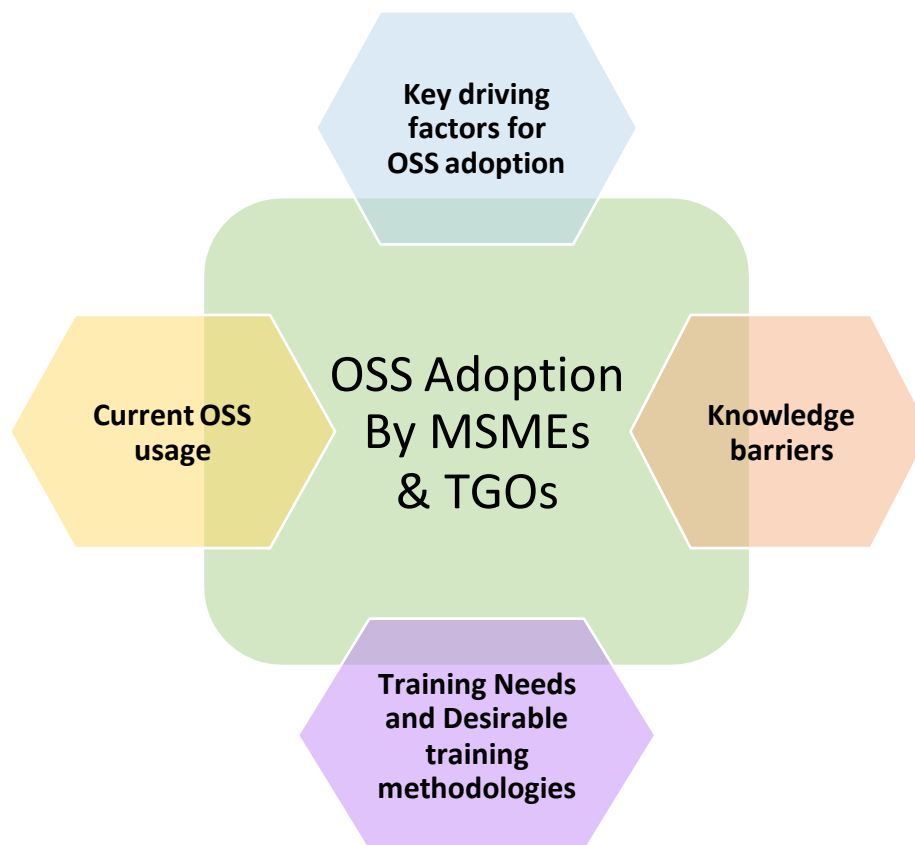 Key driving
factors for
OSS adoption
Current OSS
usage
OSS Adoption
By MSMEs
& TGOs
Knowledge
barriers
Training Needs
and Desirable
training
methodologies